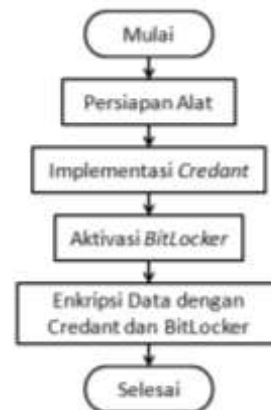 Mulai
Persiapan Alat
Implementasi Credant
Aktivasi BitLocker
Enkripsi Data dengan
Credant dan BitLocker
Selesai